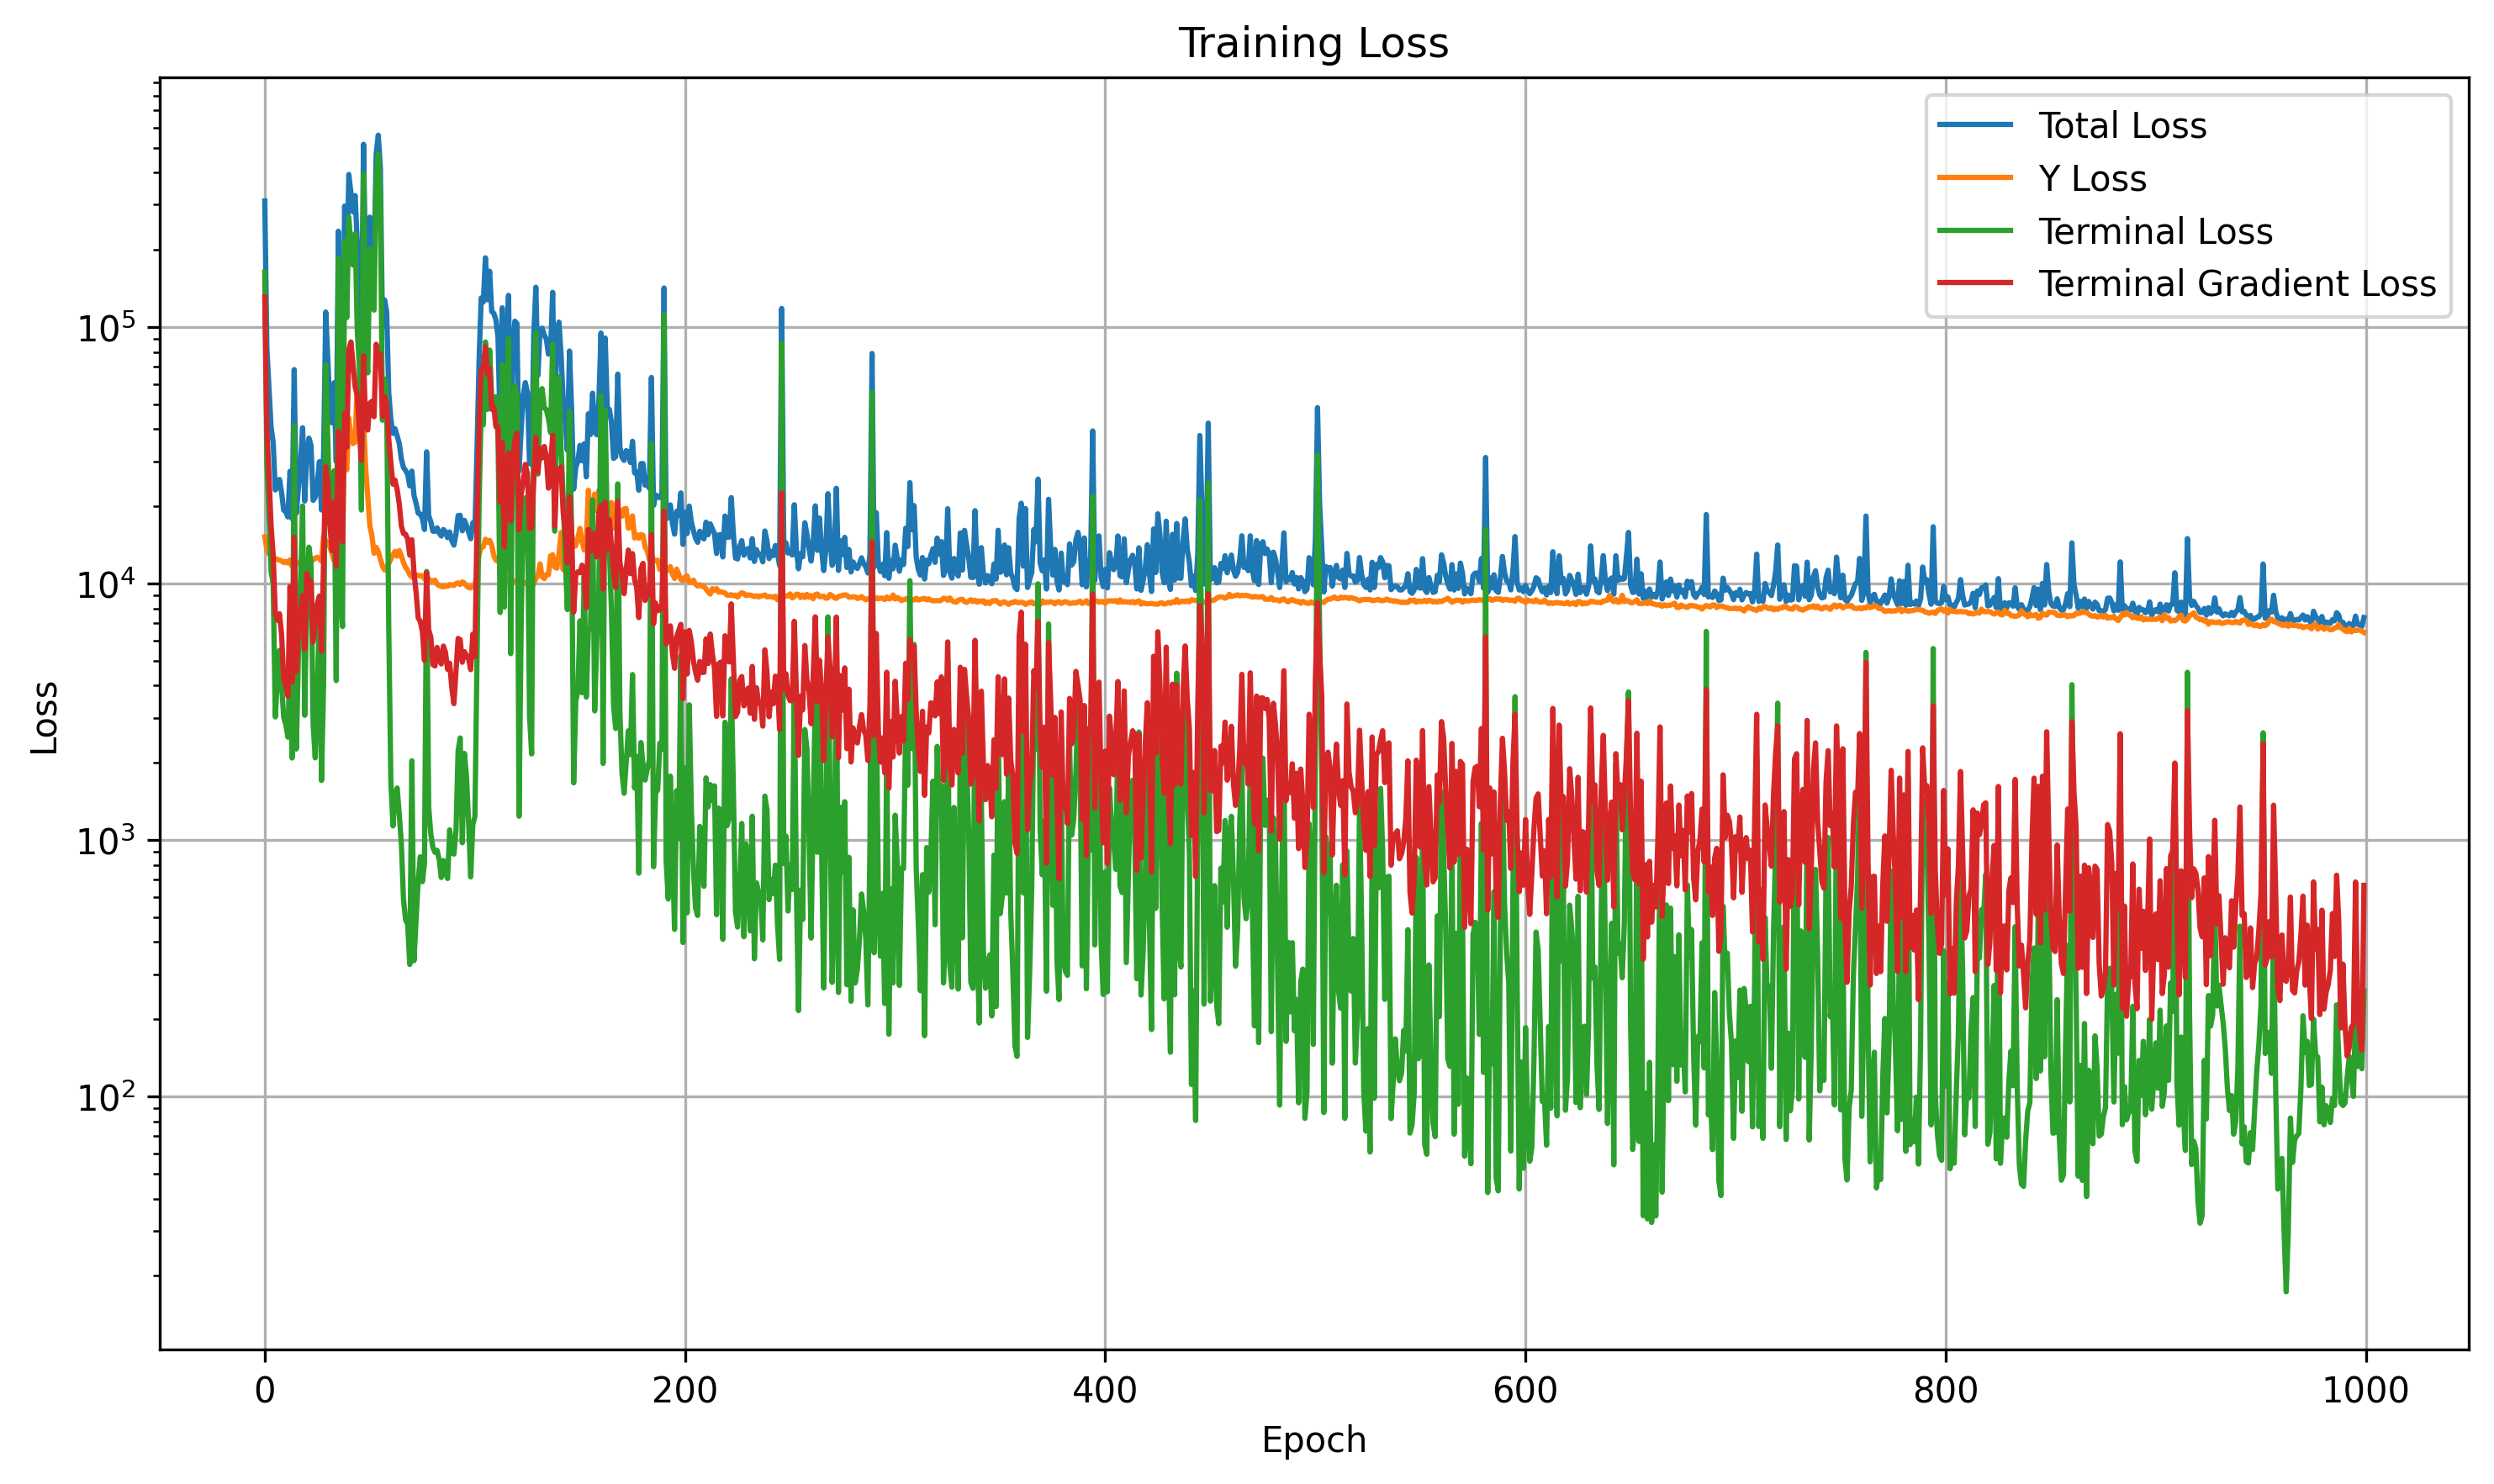 Training Loss
Total Loss
Y Loss
Terminal Loss
Terminal Gradient Loss
Loss
10⁵
10⁴
10³
10²
0 200 400 600 800 1000
Epoch